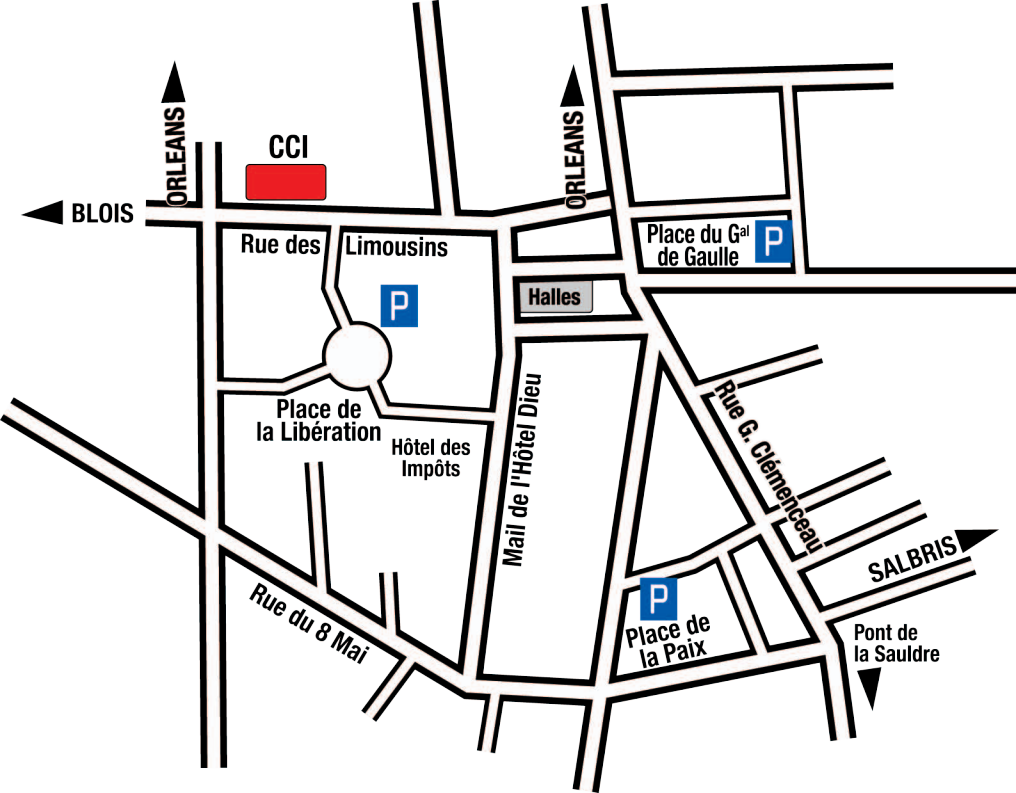 ORLEANS
CCI
BLOIS
ORLEANS
Rue des Limousins
Place du Gal
de Gaulle
P
P
Halles
Place de
la Libération
Hôtel des
Impôts
Mail de l'Hôtel Dieu
Rue G. Clémenceau
SALBRIS
Rue du 8 Mai
P
Place de
la Paix
Pont de
la Sauldre